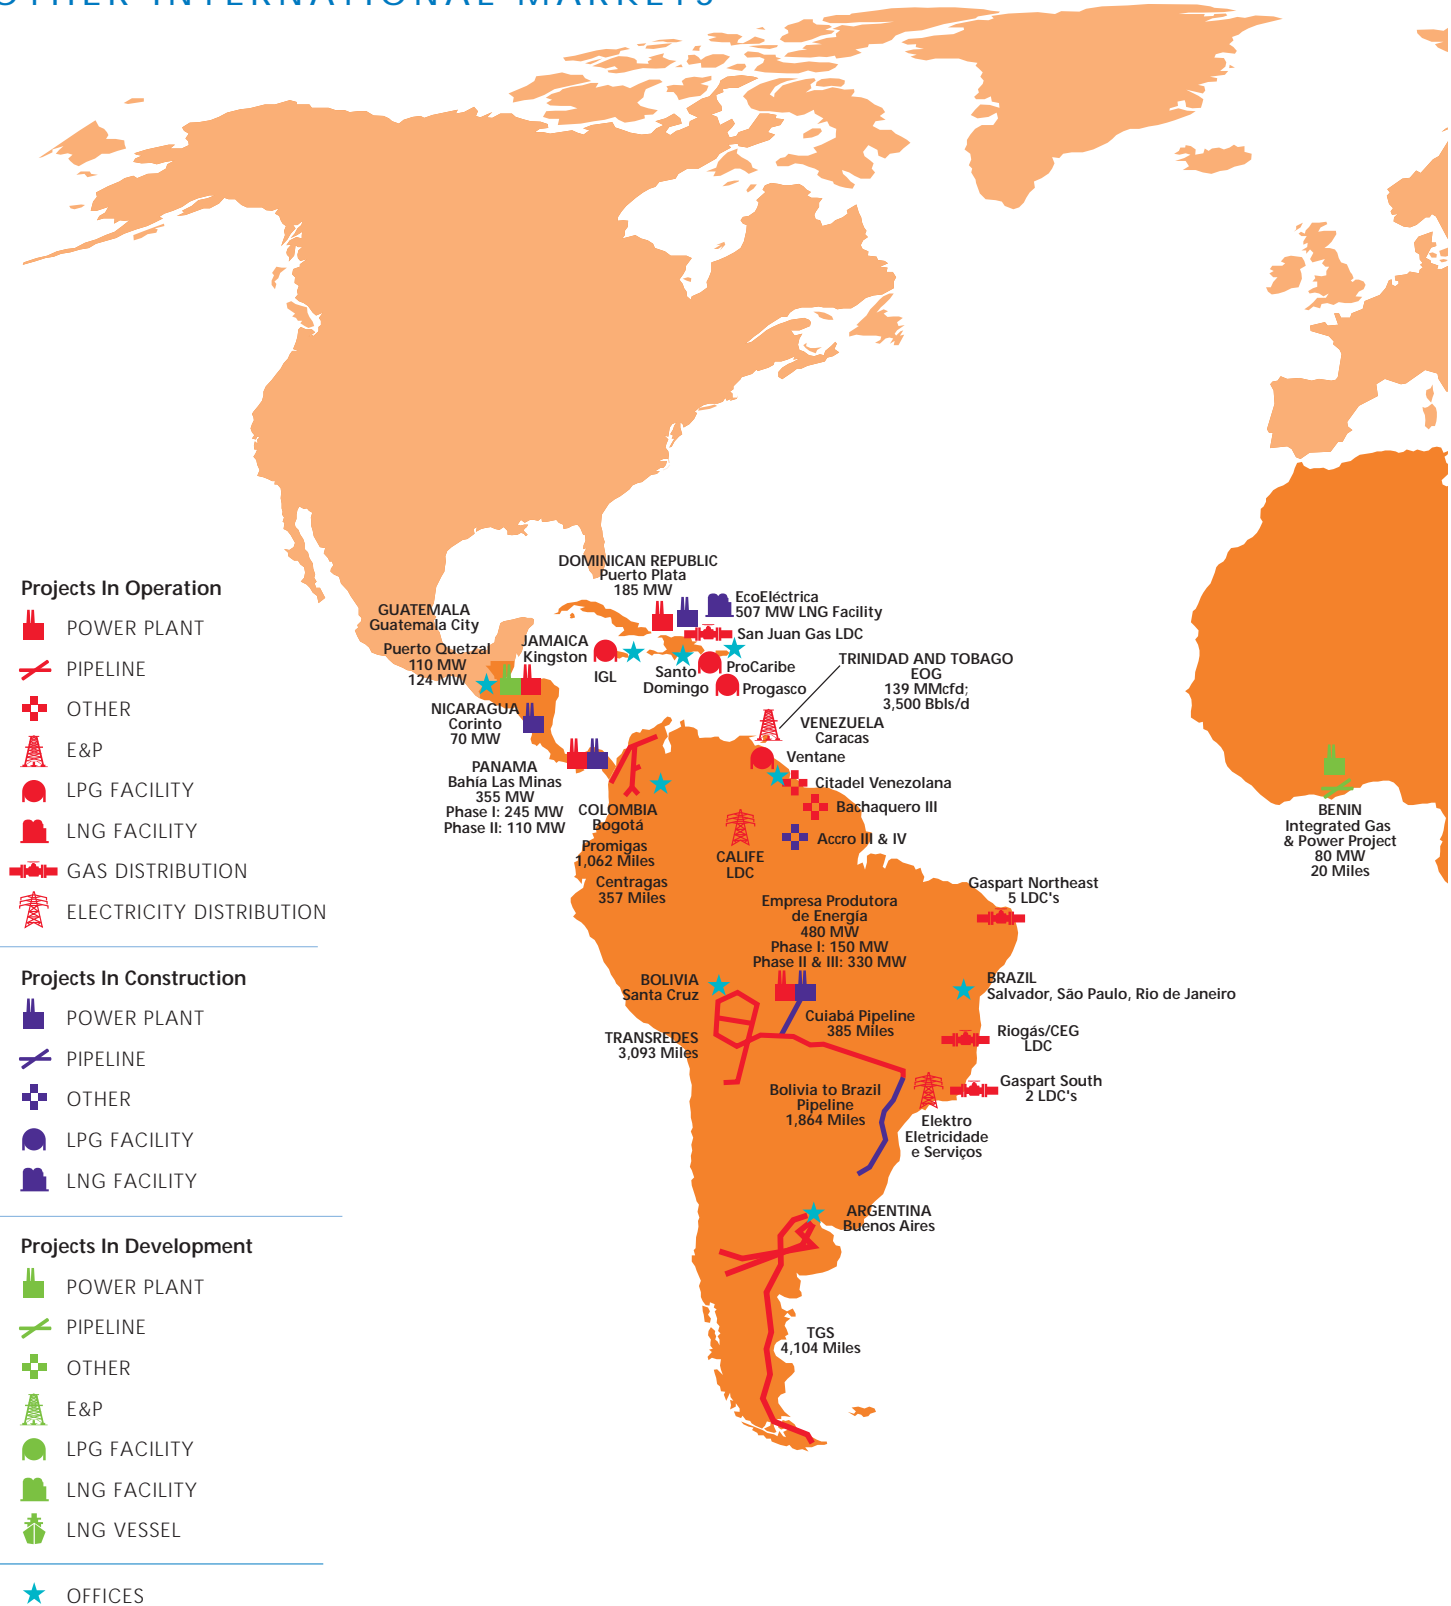 OTHER INTERNATIONAL MARKETS
Projects In Operation
POWER PLANT
PIPELINE
OTHER
E&P
LPG FACILITY
LNG FACILITY
GAS DISTRIBUTION
ELECTRICITY DISTRIBUTION
Projects In Construction
POWER PLANT
PIPELINE
OTHER
LPG FACILITY
LNG FACILITY
Projects In Development
POWER PLANT
PIPELINE
OTHER
E&P
LPG FACILITY
LNG FACILITY
LNG VESSEL
OFFICES
DOMINICAN REPUBLIC
Puerto Plata
185 MW
EcoEléctrica
507 MW LNG Facility
San Juan Gas LDC
GUATEMALA
Guatemala City
Puerto Quetzal
110 MW
124 MW
JAMAICA
Kingston
IGL
Santo
Domingo
ProCaribe
Progasco
TRINIDAD AND TOBAGO
EOG
139 MMcfd;
3,500 Bbls/d
NICARAGUA
Corinto
70 MW
VENEZUELA
Caracas
Ventane
Citadel Venezolana
Bachaquero III
Accro III & IV
PANAMA
Bahía Las Minas
355 MW
Phase I: 245 MW
Phase II: 110 MW
COLOMBIA
Bogotá
Promigas
1,062 Miles
Centragas
357 Miles
CALIFE
LDC
BENIN
Integrated Gas
& Power Project
80 MW
20 Miles
Gaspart Northeast
5 LDC's
Empresa Produtora
de Energía
480 MW
Phase I: 150 MW
Phase II & III: 330 MW
BOLIVIA
Santa Cruz
BRAZIL
Salvador, São Paulo, Rio de Janeiro
Cuiabá Pipeline
385 Miles
TRANSREDES
3,093 Miles
Riogás/CEG
LDC
Bolivia to Brazil
Pipeline
1,864 Miles
Gaspart South
2 LDC's
Elektro
Eletricidade
e Serviços
ARGENTINA
Buenos Aires
TGS
4,104 Miles